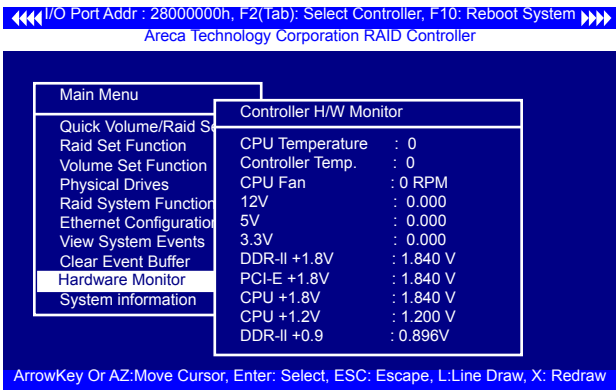 I/O Port Addr : 28000000h, F2(Tab): Select Controller, F10: Reboot System
Areca Technology Corporation RAID Controller
Main Menu
Quick Volume/Raid Se
Raid Set Function
Volume Set Function
Physical Drives
Raid System Function
Ethernet Configuration
View System Events
Clear Event Buffer
Hardware Monitor
System information
Controller H/W Monitor
CPU Temperature : 0
Controller Temp. : 0
CPU Fan : 0 RPM
12V : 0.000
5V : 0.000
3.3V : 0.000
DDR-II +1.8V : 1.840 V
PCI-E +1.8V : 1.840 V
CPU +1.8V : 1.840 V
CPU +1.2V : 1.200 V
DDR-II +0.9 : 0.896V
ArrowKey Or AZ:Move Cursor, Enter: Select, ESC: Escape, L:Line Draw, X: Redraw